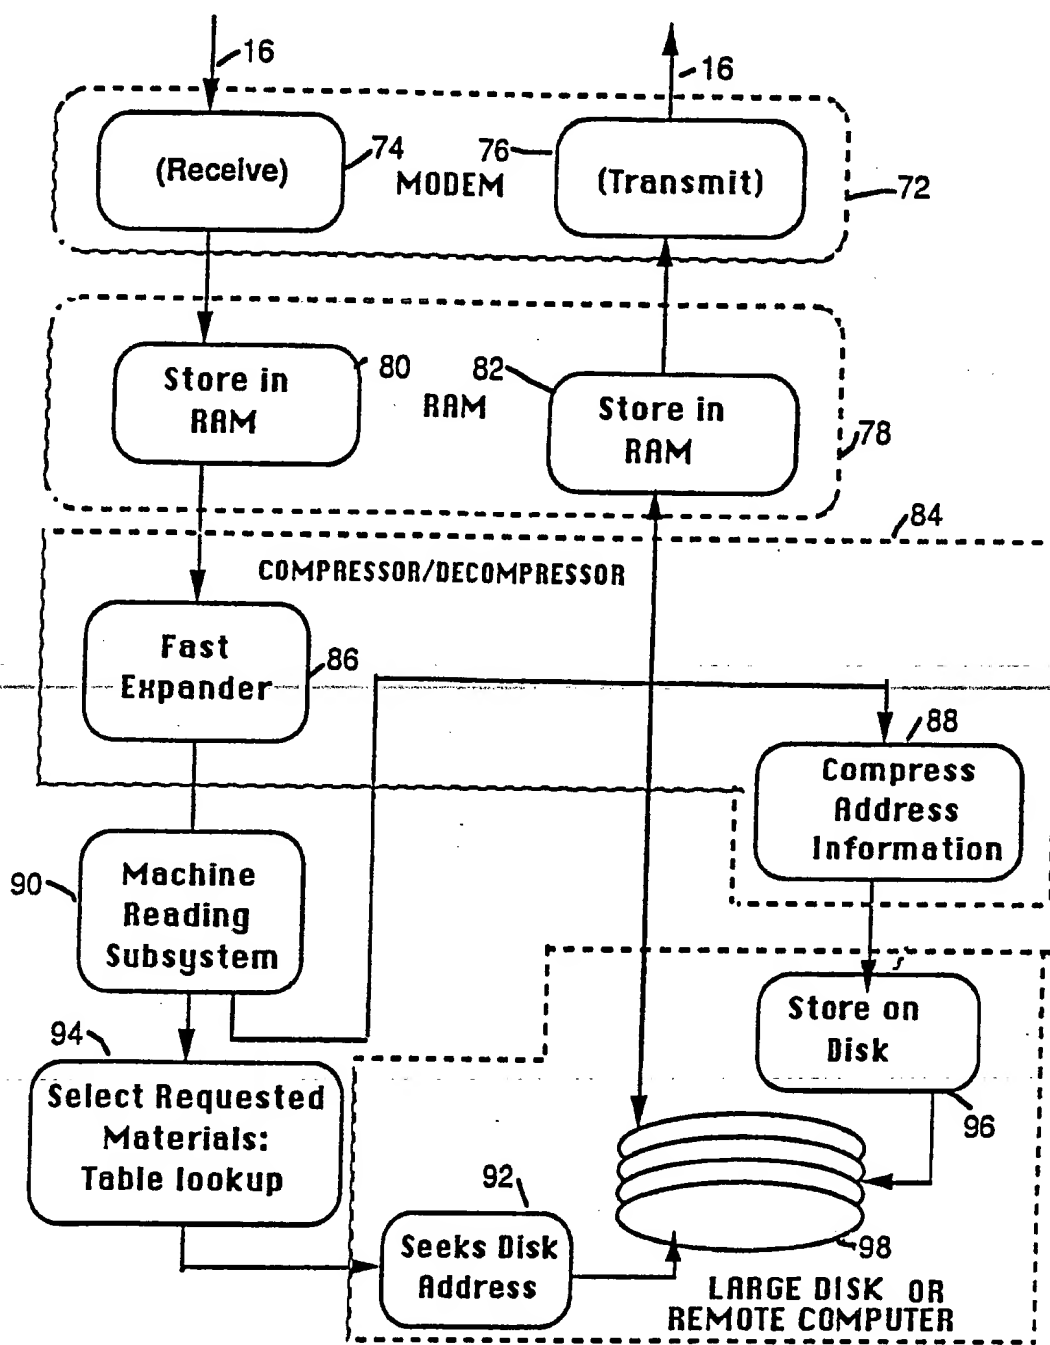 16
16
(Receive)
74
MODEM
76
(Transmit)
72
Store in
RAM
80
RAM
82
Store in
RAM
78
84
COMPRESSOR/DECOMPRESSOR
Fast
Expander
86
88
Compress
Address
Information
90
Machine
Reading
Subsystem
94
Select Requested
Materials:
Table lookup
Store on
Disk
96
92
Seeks Disk
Address
98
LARGE DISK OR
REMOTE COMPUTER